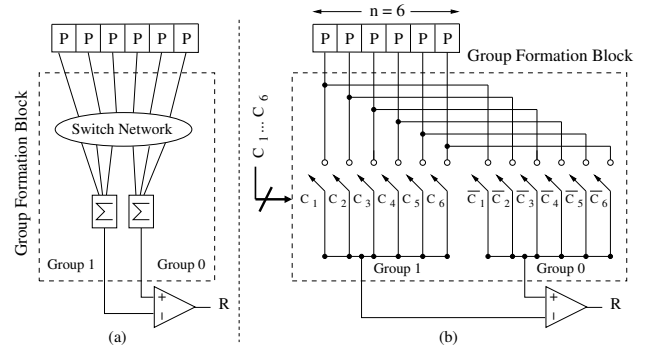 P P P P P P
Group Formation Block
Switch Network
Σ Σ
Group 1 Group 0
+
−
R
(a)
n = 6
P P P P P P
Group Formation Block
C 1 ... C 6
C 1 C 2 C 3 C 4 C 5 C 6 C̅ 1 C̅ 2 C̅ 3 C̅ 4 C̅ 5 C̅ 6
Group 1 Group 0
+
−
R
(b)